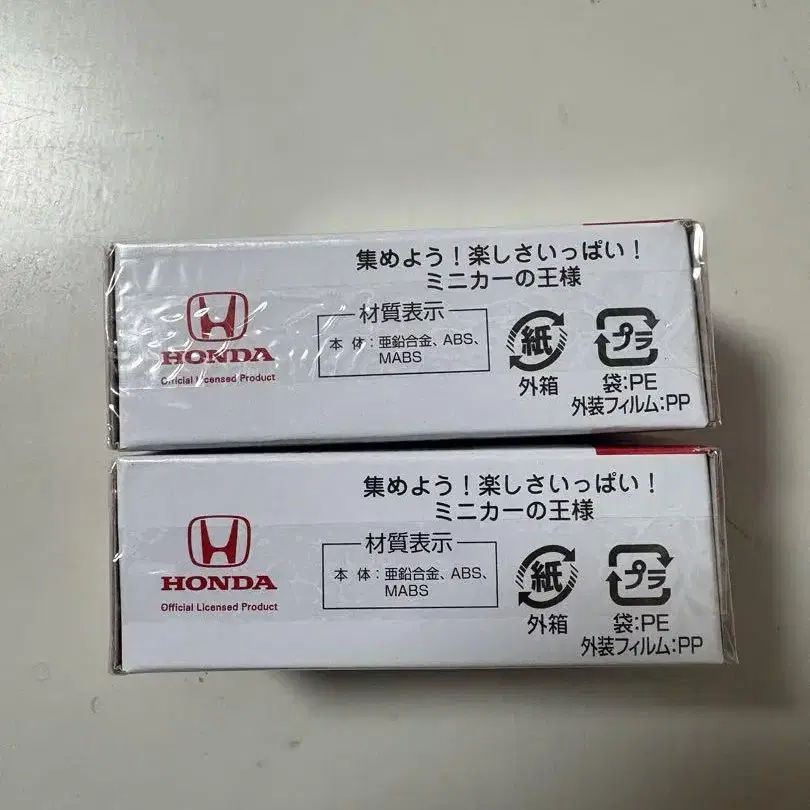 集めよう!楽しさいっぱい!
ミニカーの王様
HONDA
Official Licensed Product
材質表示
本 体:亜鉛合金、ABS、
MABS
紙
外箱
プラ
袋:PE
外装フィルム:PP
集めよう!楽しさいっぱい!
ミニカーの王様
HONDA
Official Licensed Product
材質表示
本 体:亜鉛合金、ABS、
MABS
紙
外箱
プラ
袋:PE
外装フィルム:PP